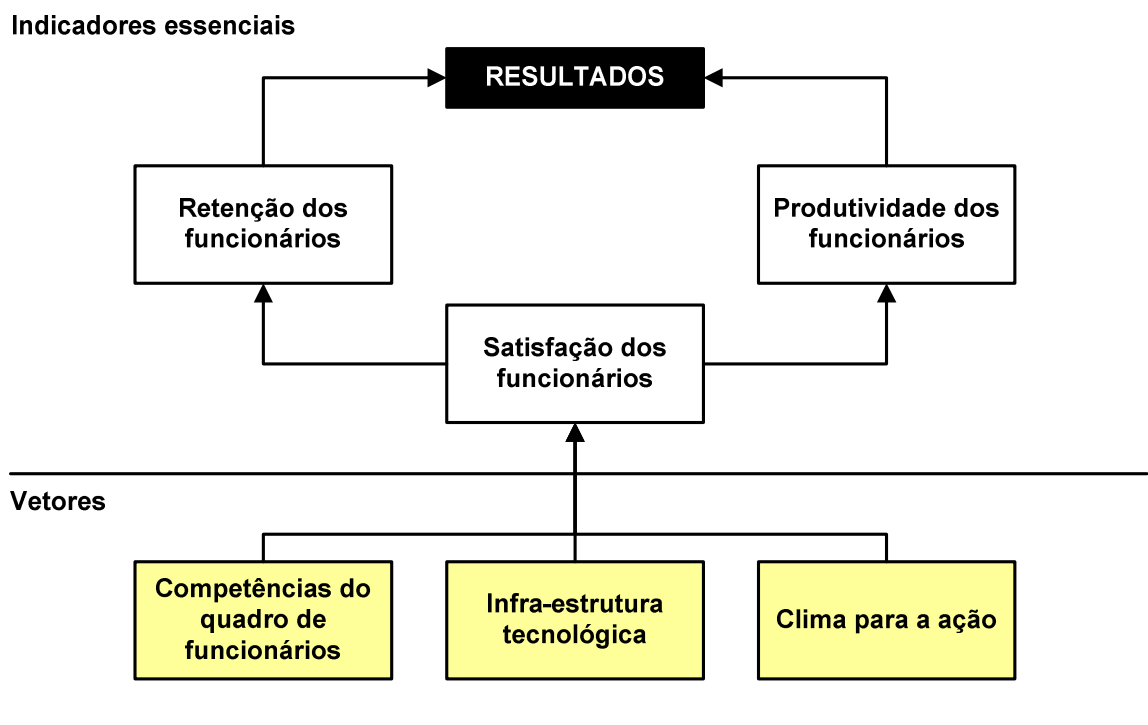 Indicadores essenciais
RESULTADOS
Retenção dos
funcionários
Produtividade dos
funcionários
Satisfação dos
funcionários
Vetores
Competências do
quadro de
funcionários
Infra-estrutura
tecnológica
Clima para a ação